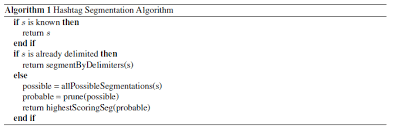 Algorithm 1 Hashtag Segmentation Algorithm
if s is known then
return s
end if
if s is already delimited then
return segmentByDelimiters(s)
else
possible = allPossibleSegmentations(s)
probable = prune(possible)
return highestScoringSeg(probable)
end if